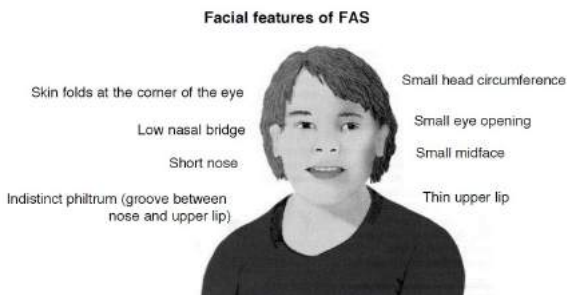 Facial features of FAS
Skin folds at the corner of the eye
Low nasal bridge
Short nose
Indistinct philtrum (groove between
nose and upper lip)
Small head circumference
Small eye opening
Small midface
Thin upper lip